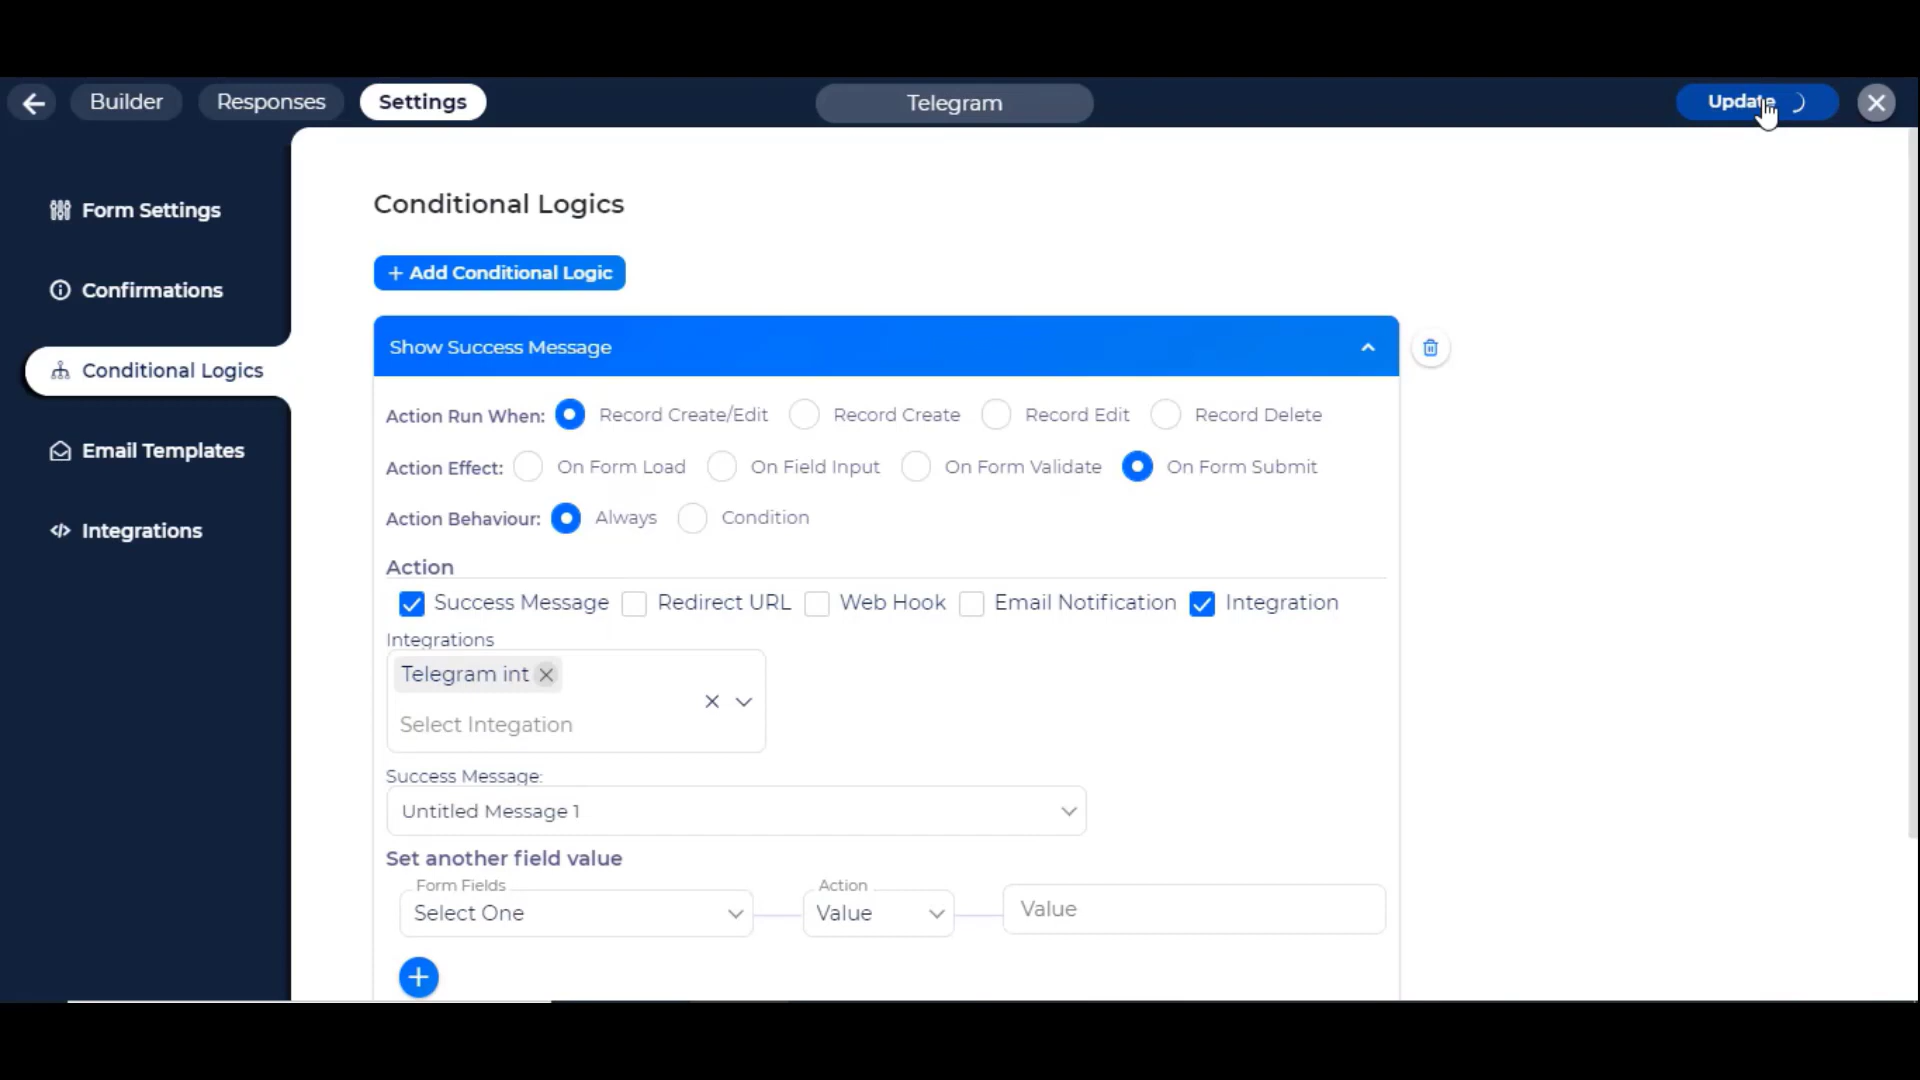 Builder Responses Settings Telegram Update
Form Settings
Confirmations
Conditional Logics
Email Templates
Integrations
Conditional Logics
+ Add Conditional Logic
Show Success Message
Action Run When: Record Create/Edit Record Create Record Edit Record Delete
Action Effect: On Form Load On Field Input On Form Validate On Form Submit
Action Behaviour: Always Condition
Action
Success Message Redirect URL Web Hook Email Notification Integration
Integrations
Telegram int
Select Integation
Success Message:
Untitled Message 1
Set another field value
Form Fields Action
Select One Value Value